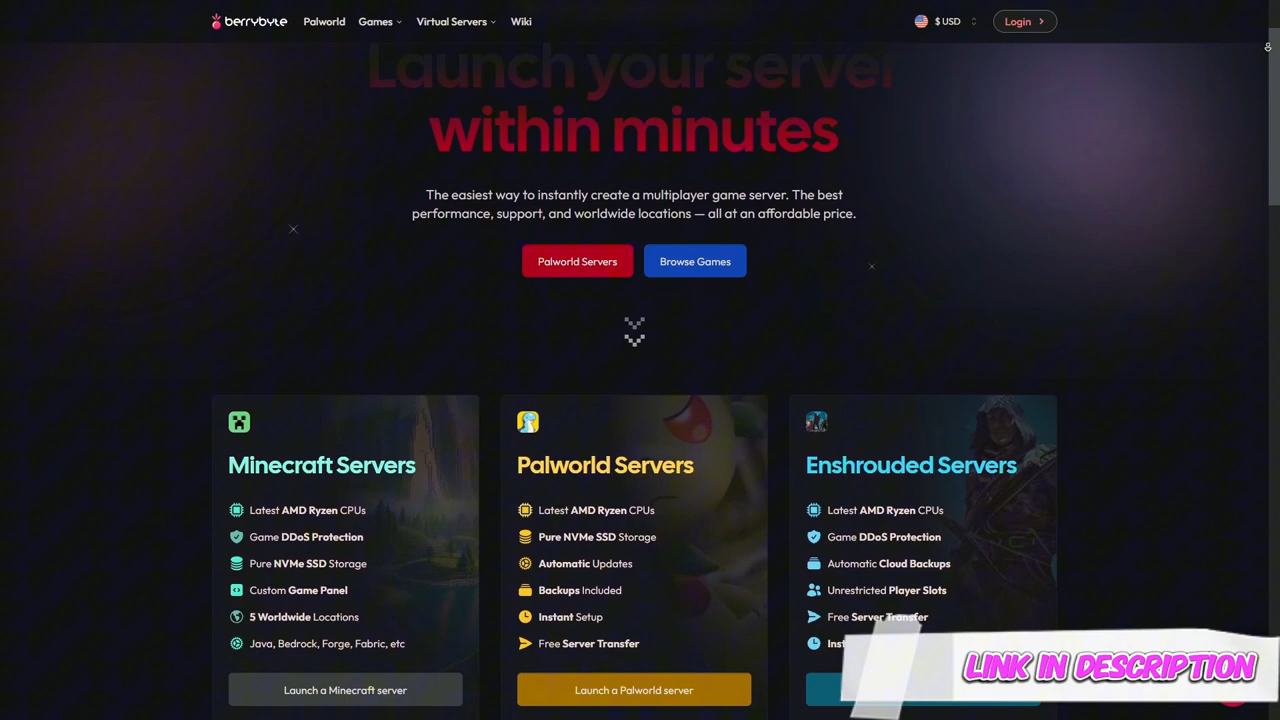 berrybyte
Palworld
Games
Virtual Servers
Wiki
$ USD
Login
Launch your server
within minutes
The easiest way to instantly create a multiplayer game server. The best
performance, support, and worldwide locations — all at an affordable price.
Palworld Servers
Browse Games
Minecraft Servers
Latest AMD Ryzen CPUs
Game DDoS Protection
Pure NVMe SSD Storage
Custom Game Panel
5 Worldwide Locations
Java, Bedrock, Forge, Fabric, etc
Launch a Minecraft server
Palworld Servers
Latest AMD Ryzen CPUs
Pure NVMe SSD Storage
Automatic Updates
Backups Included
Instant Setup
Free Server Transfer
Launch a Palworld server
Enshrouded Servers
Latest AMD Ryzen CPUs
Game DDoS Protection
Automatic Cloud Backups
Unrestricted Player Slots
Free Server Transfer
LINK IN DESCRIPTION